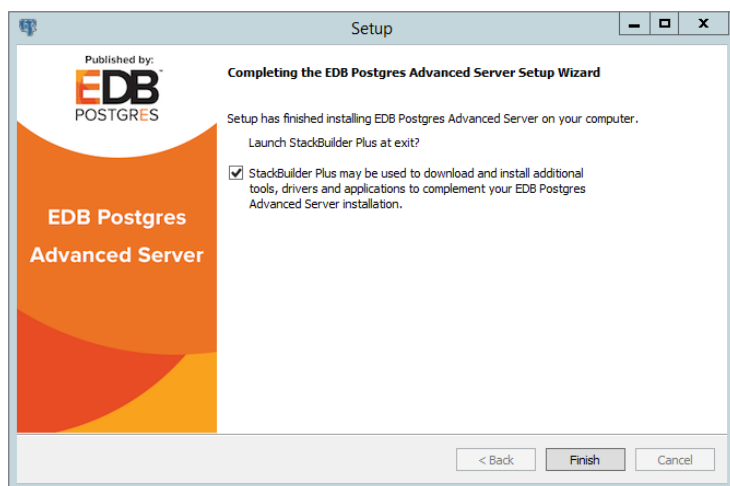 Setup
Published by:
EDB
POSTGRES
EDB Postgres
Advanced Server
Completing the EDB Postgres Advanced Server Setup Wizard
Setup has finished installing EDB Postgres Advanced Server on your computer.
Launch StackBuilder Plus at exit?
StackBuilder Plus may be used to download and install additional
tools, drivers and applications to complement your EDB Postgres
Advanced Server installation.
< Back
Finish
Cancel